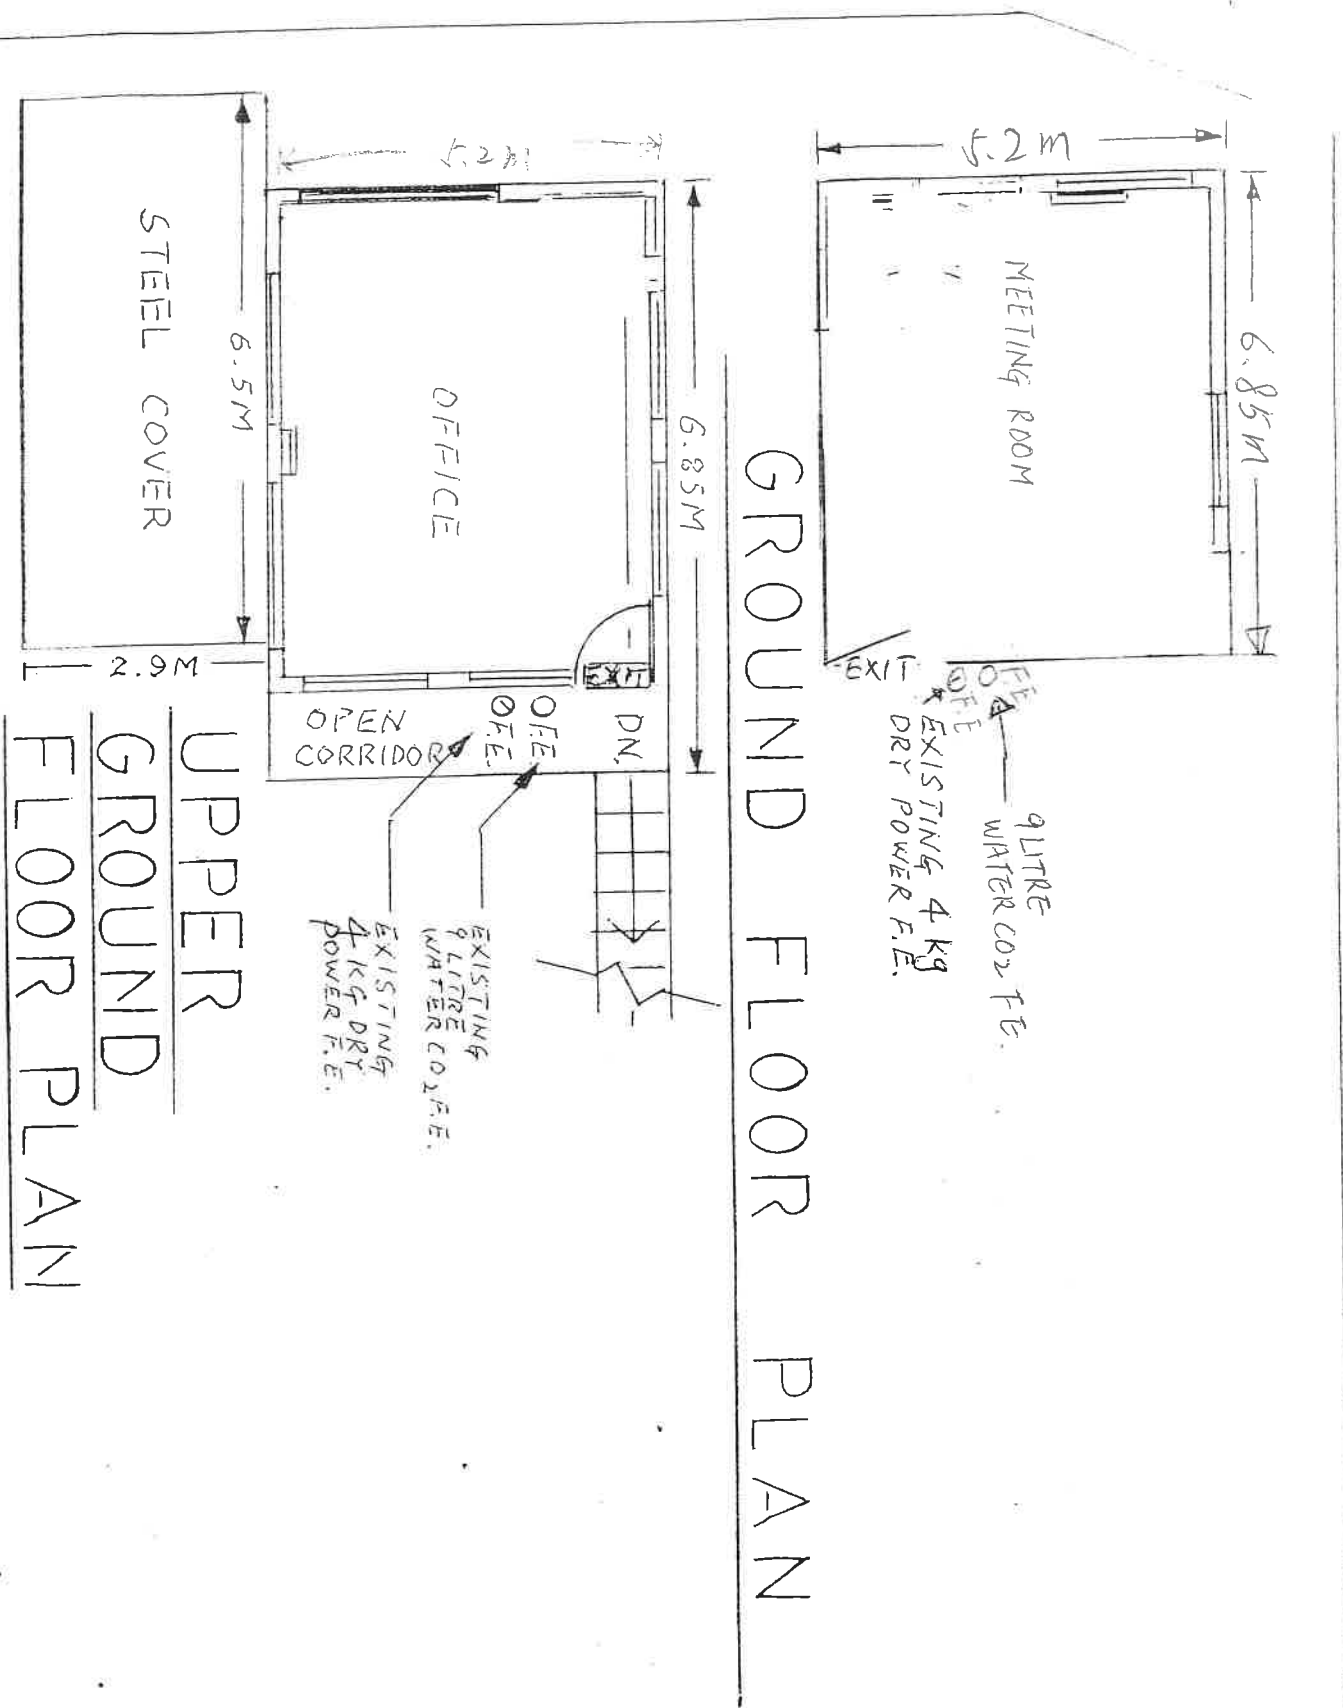 5.2 M
6.85M
MEETING ROOM
EXIT
F.E
F.E
9 LITRE
WATER CO2 F.E.
EXISTING 4 kg
DRY POWER F.E.
GROUND FLOOR PLAN
5.2 M
6.85M
OFFICE
EXIT
DN.
O F.E
O F.E.
OPEN
CORRIDOR
EXISTING
9 LITRE
WATER CO2 F.E.
EXISTING
4 KG DRY
POWER F.E.
6.5M
STEEL COVER
2.9M
UPPER
GROUND
FLOOR PLAN